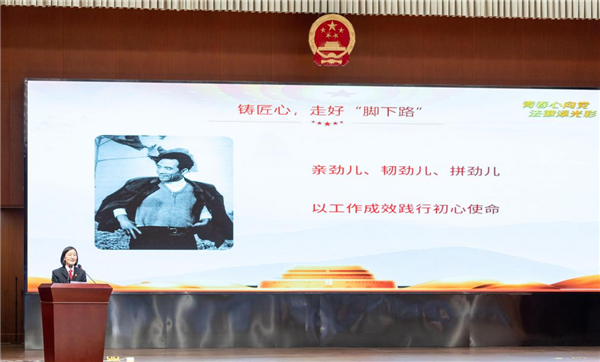 铸匠心，走好“脚下路”
青春心向党
法徽耀光彩
亲劲儿、韧劲儿、拼劲儿
以工作成效践行初心使命